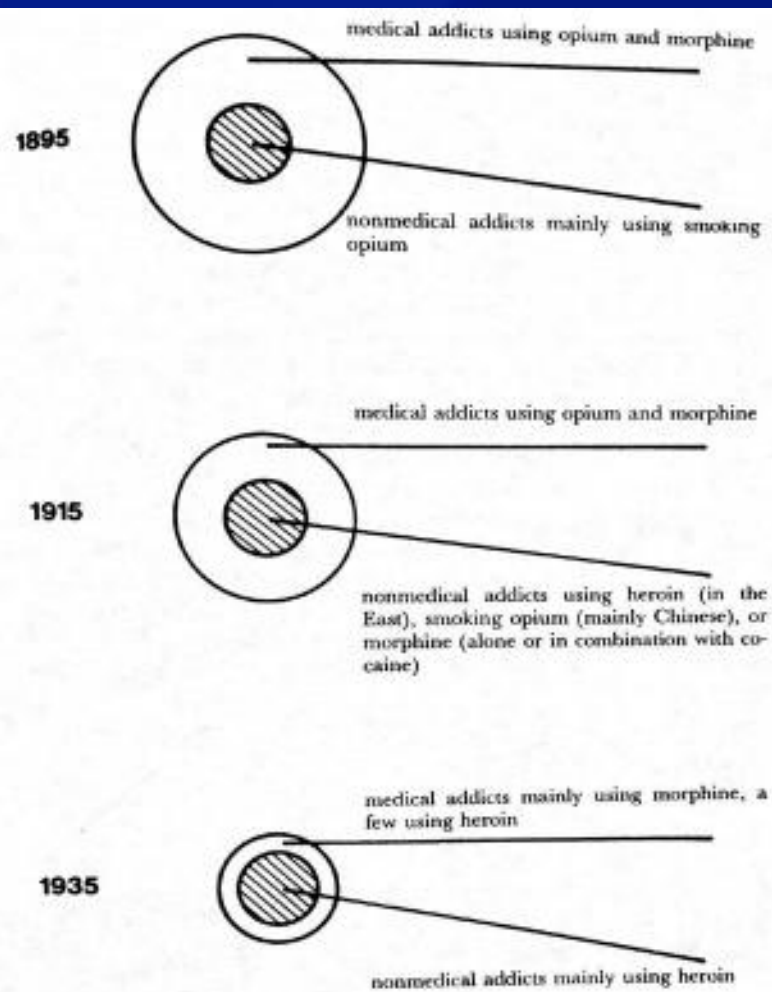 medical addicts using opium and morphine
1895
nonmedical addicts mainly using smoking
opium
medical addicts using opium and morphine
1915
nonmedical addicts using heroin (in the
East), smoking opium (mainly Chinese), or
morphine (alone or in combination with co-
caine)
medical addicts mainly using morphine, a
few using heroin
1935
nonmedical addicts mainly using heroin